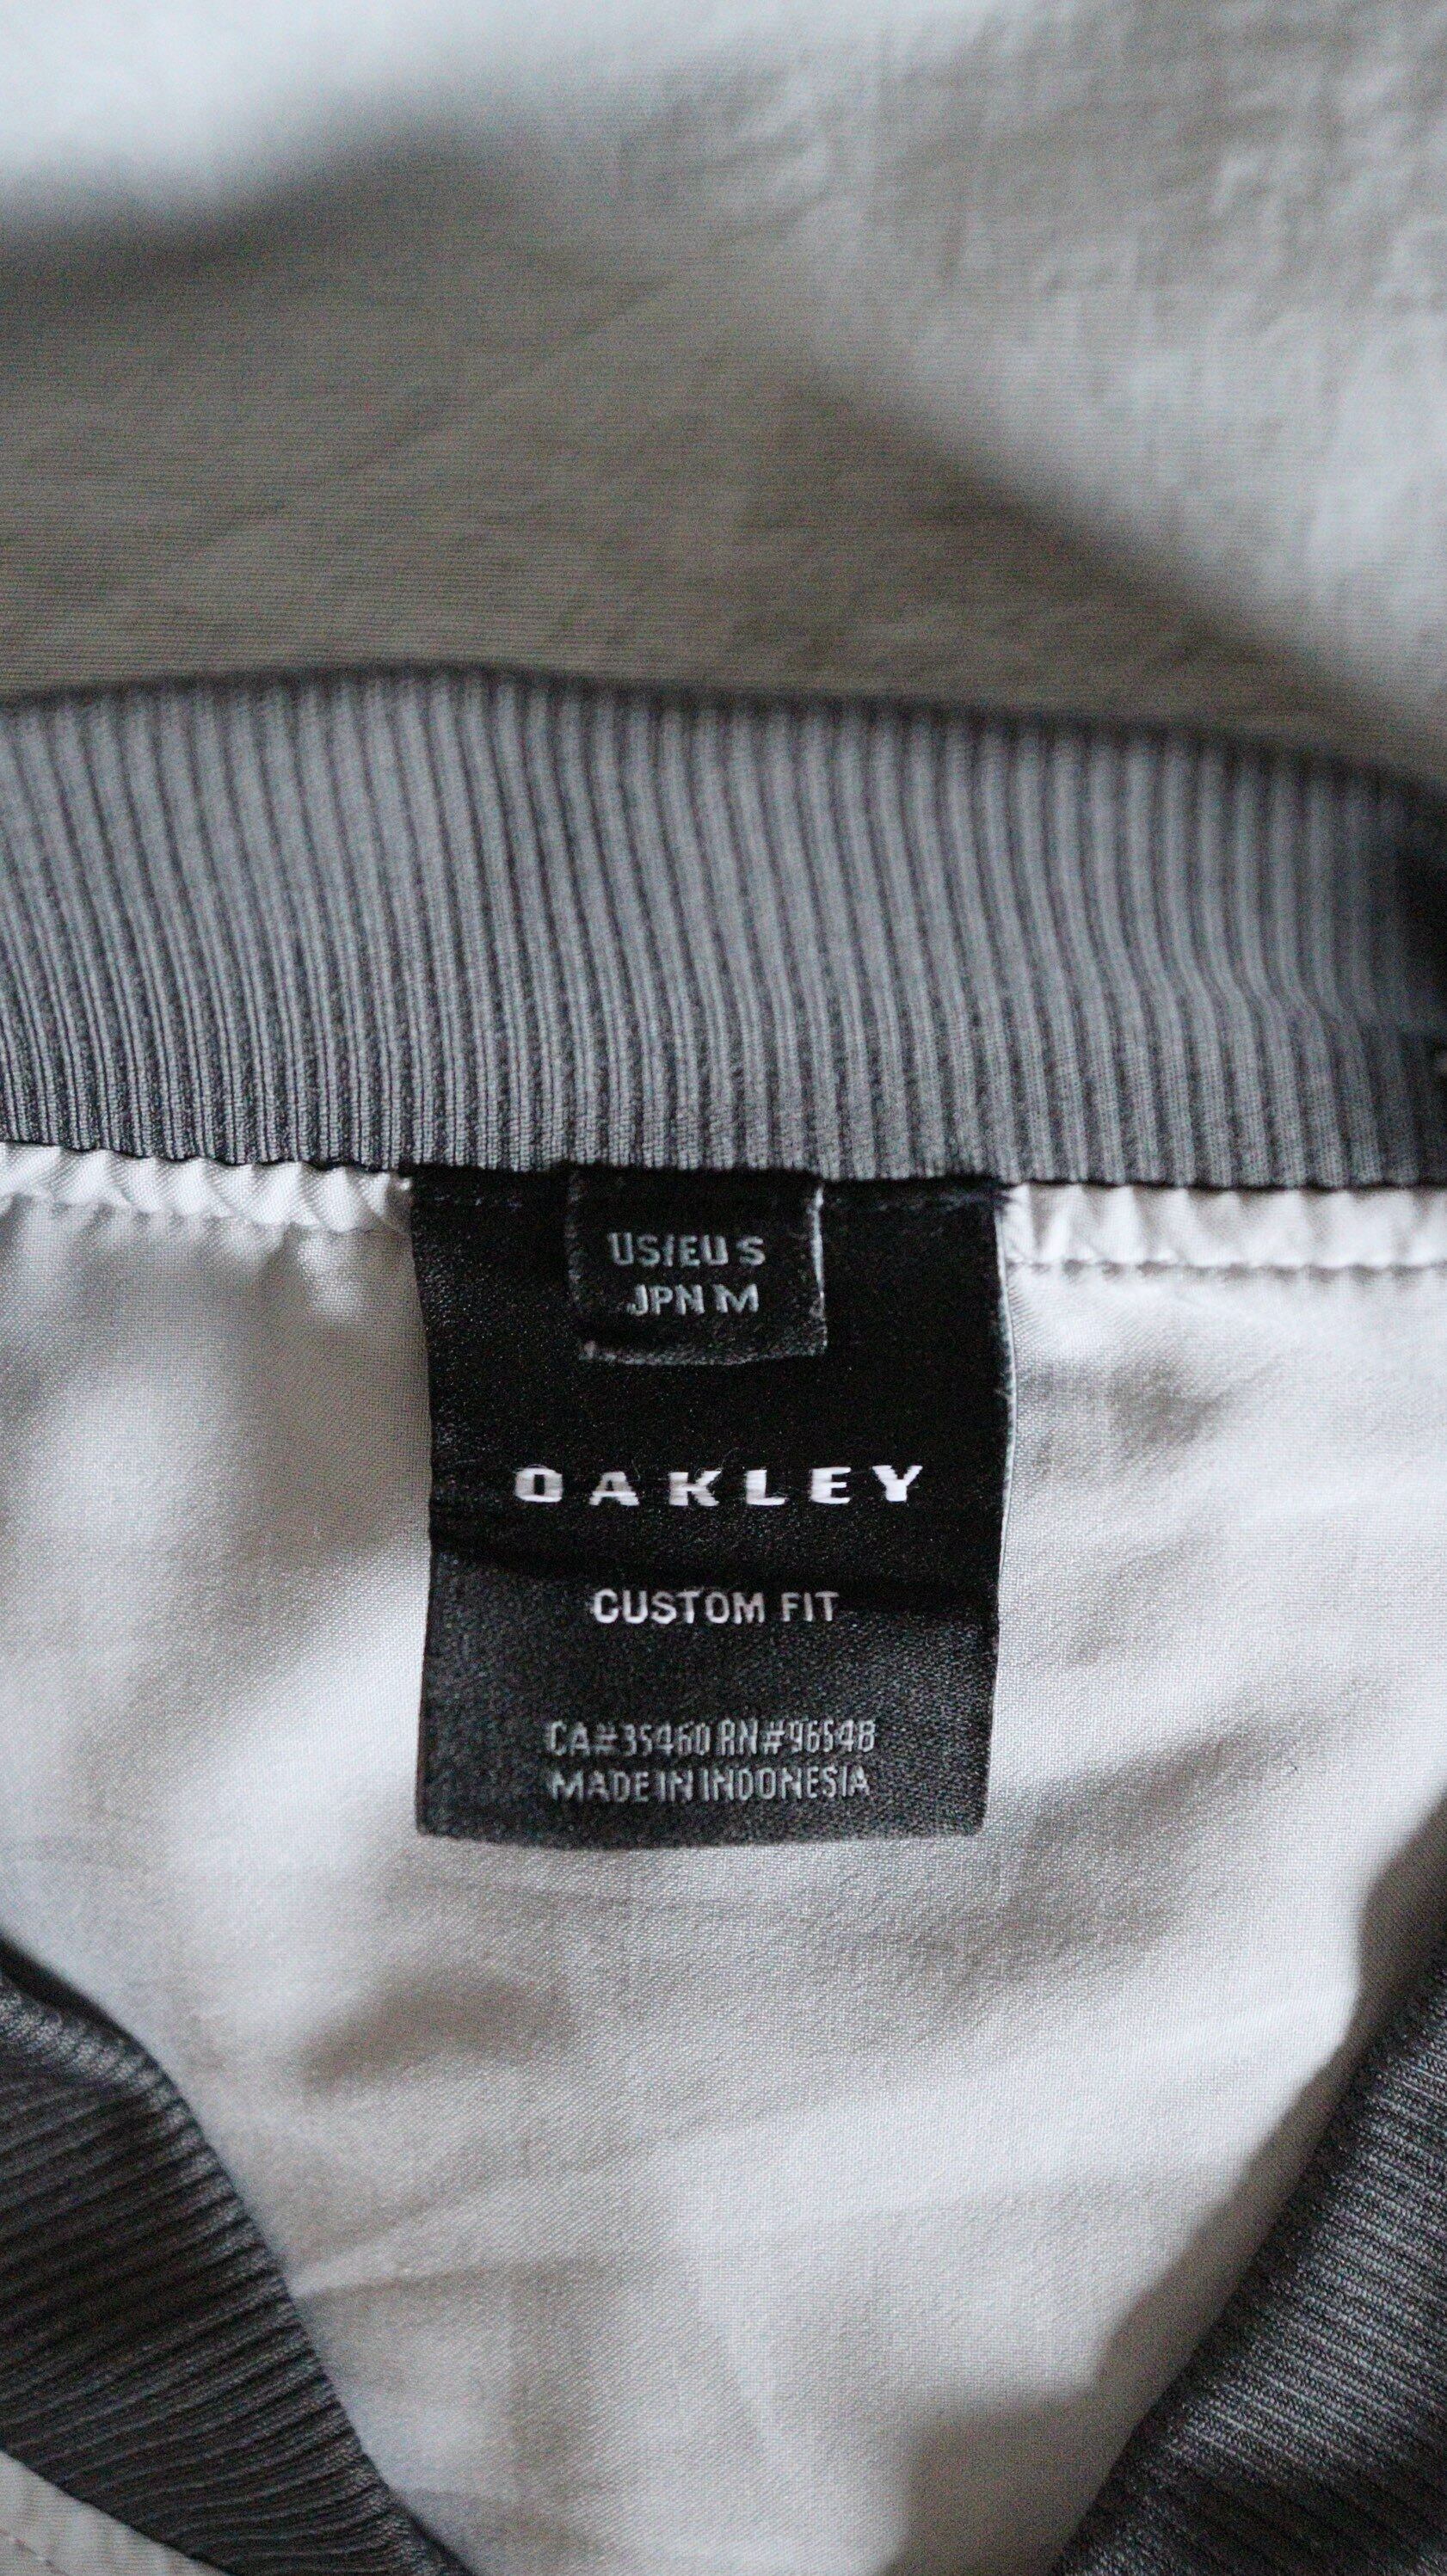 US/EU S
JPN M
OAKLEY
CUSTOM FIT
CA#35460 RN#96548
MADE IN INDONESIA